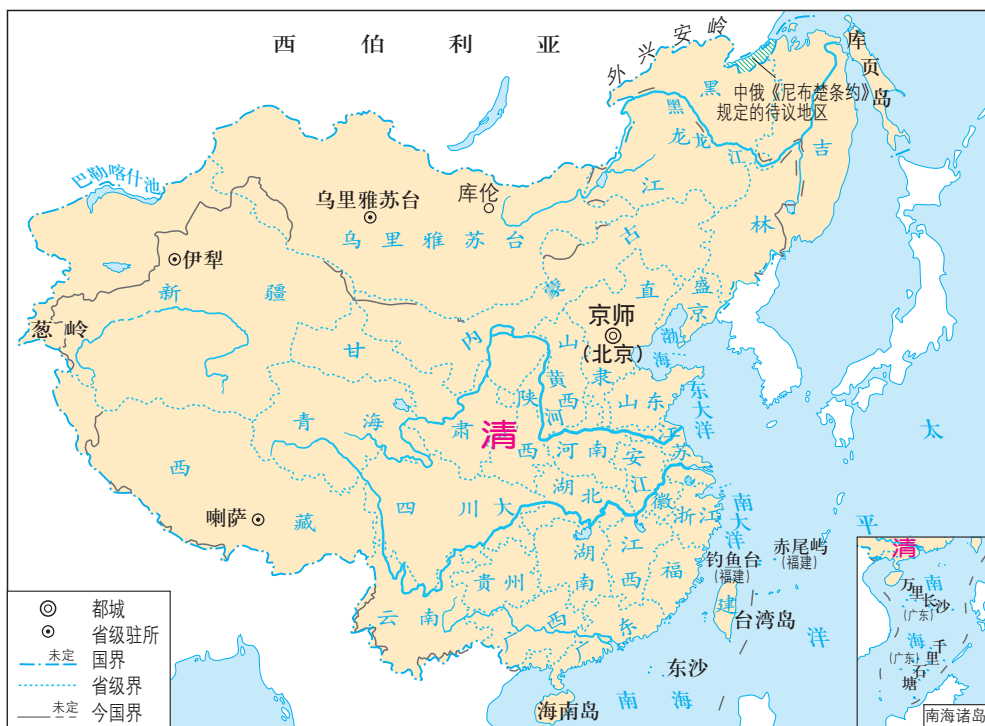 西伯利亚
外兴安岭
库页岛
中俄《尼布楚条约》
规定的待议地区
黑龙江
黑龙江
吉林
巴勒喀什池
乌里雅苏台
库伦
乌里雅苏台
伊犁
新疆
葱岭
内蒙古
盛京
直隶
京师
(北京)
渤海
山西
甘肃
黄河
陕西
山东
东大洋
青海
清
河南
安徽
江苏
太平洋
西藏
喇萨
四川
湖北
大江
浙江
南大洋
钓鱼台
(福建)
赤尾屿
(福建)
湖南
江西
福建
贵州
云南
西
东
台湾岛
东沙
南海
海南岛
都城
省级驻所
未定
国界
省级界
未定
今国界
清
南海
万里长沙
(广东)
千里石塘
(广东)
南海诸岛